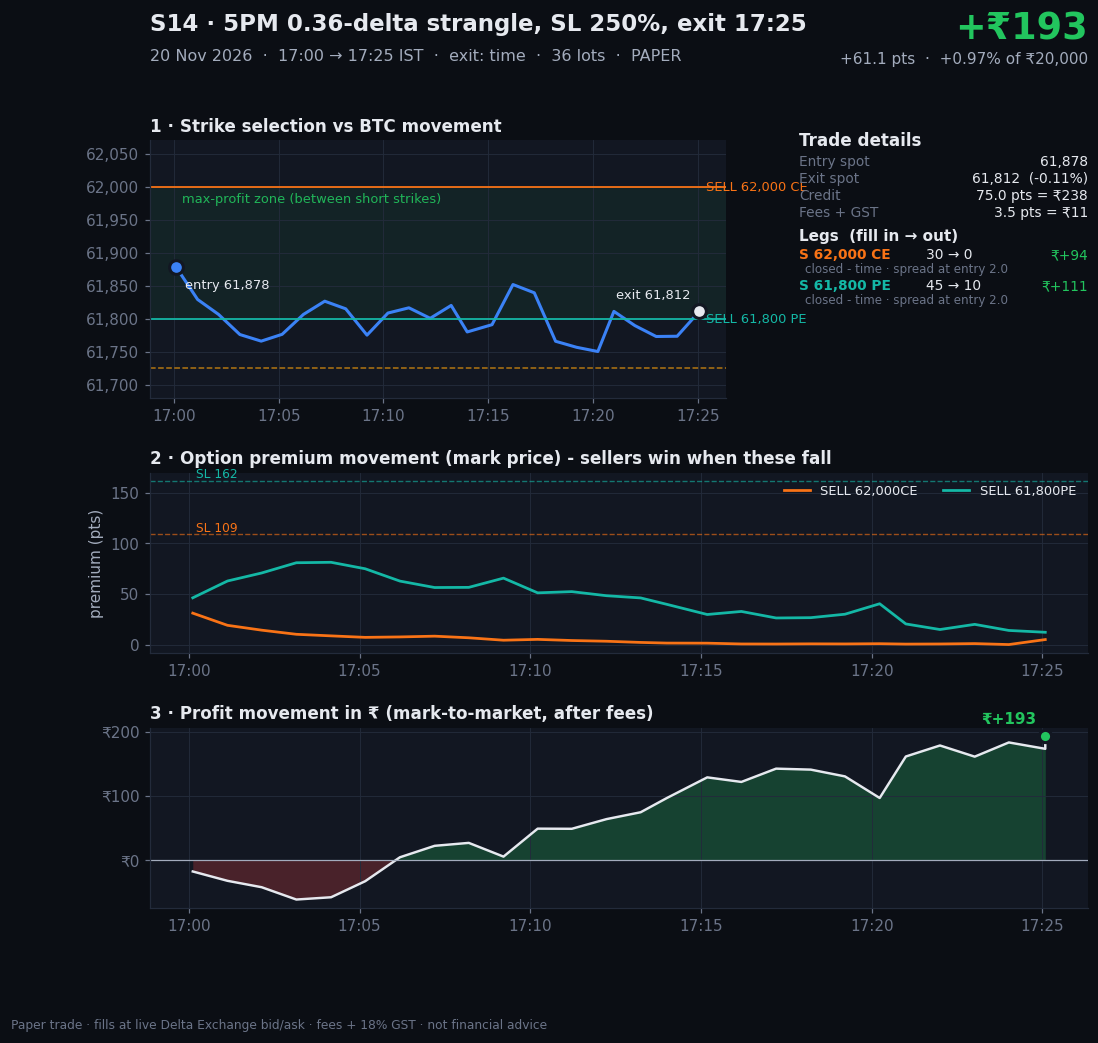 S14 · 5PM 0.36-delta strangle, SL 250%, exit 17:25
+₹193
20 Nov 2026 · 17:00 → 17:25 IST · exit: time · 36 lots · PAPER
+61.1 pts · +0.97% of ₹20,000
1 · Strike selection vs BTC movement
62,050
62,000
61,950
61,900
61,850
61,800
61,750
61,700
SELL 62,000 CE
max-profit zone (between short strikes)
entry 61,878
exit 61,812
SELL 61,800 PE
17:00
17:05
17:10
17:15
17:20
17:25
Trade details
Entry spot 61,878
Exit spot 61,812 (-0.11%)
Credit 75.0 pts = ₹238
Fees + GST 3.5 pts = ₹11
Legs (fill in → out)
S 62,000 CE 30 → 0 ₹+94
closed - time · spread at entry 2.0
S 61,800 PE 45 → 10 ₹+111
closed - time · spread at entry 2.0
2 · Option premium movement (mark price) - sellers win when these fall
premium (pts)
150
100
50
0
SL 162
SL 109
SELL 62,000CE
SELL 61,800PE
17:00
17:05
17:10
17:15
17:20
17:25
3 · Profit movement in ₹ (mark-to-market, after fees)
₹+193
₹200
₹100
₹0
17:00
17:05
17:10
17:15
17:20
17:25
Paper trade · fills at live Delta Exchange bid/ask · fees + 18% GST · not financial advice